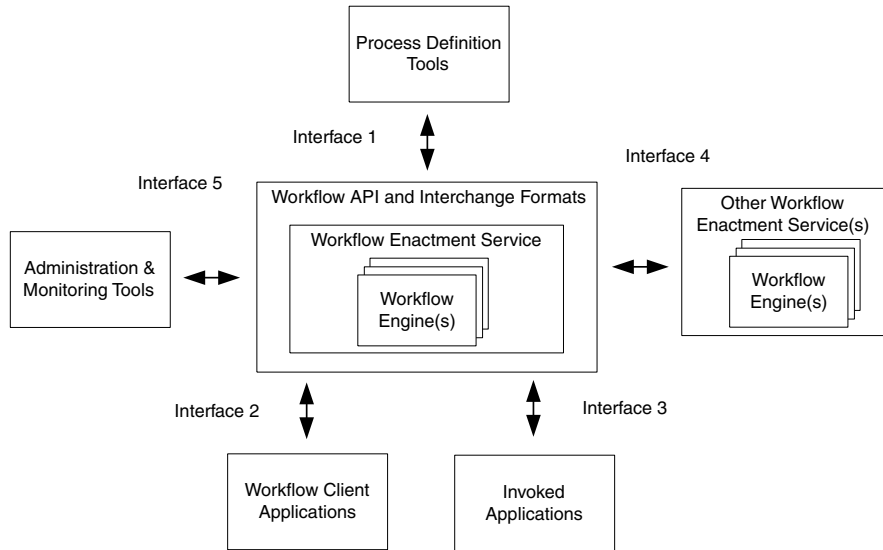 Process Definition
Tools
Interface 1
Interface 4
Interface 5
Workflow API and Interchange Formats
Other Workflow
Enactment Service(s)
Workflow Enactment Service
Administration &
Monitoring Tools
Workflow
Engine(s)
Workflow
Engine(s)
Interface 2
Interface 3
Workflow Client
Applications
Invoked
Applications